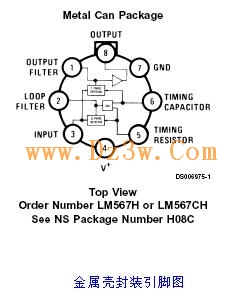 Metal Can Package
OUTPUT
8
OUTPUT
FILTER
1
7
GND
LOOP
FILTER
2
6
TIMING
CAPACITOR
INPUT
3
5
TIMING
RESISTOR
4
V+
www.Dz3w.com
DS006975-1
Top View
Order Number LM567H or LM567CH
See NS Package Number H08C
金属壳封装引脚图